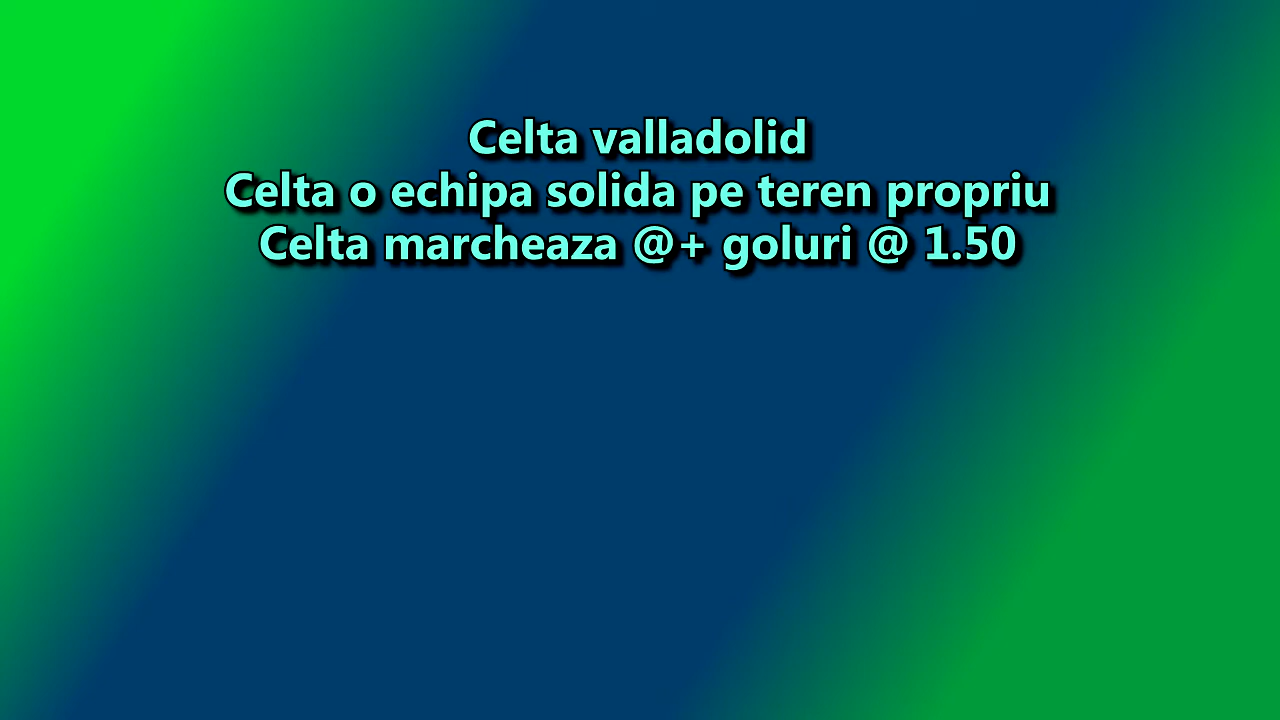 Celta valladolid
Celta o echipa solida pe teren propriu
Celta marcheaza @+ goluri @ 1.50